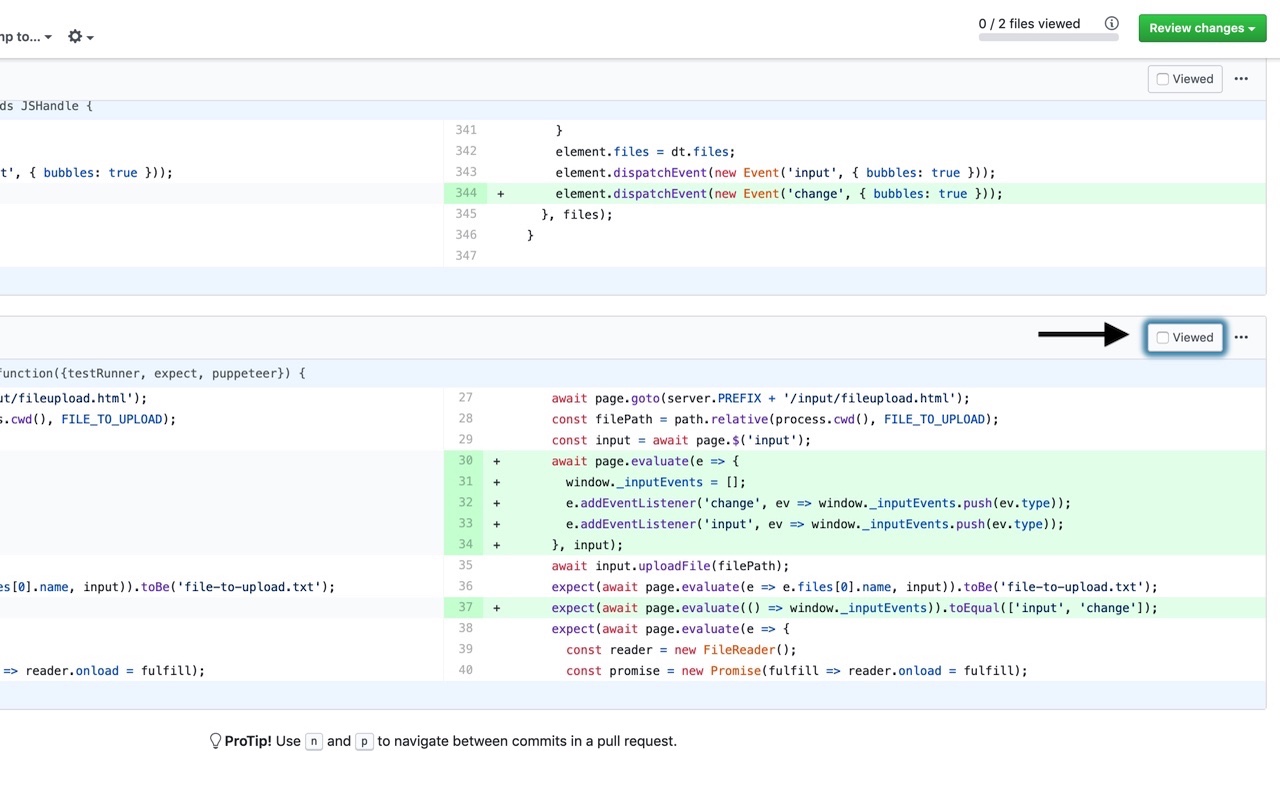 mp to...
0 / 2 files viewed
Review changes
Viewed
ds JSHandle {
341 }
342 element.files = dt.files;
t', { bubbles: true })); 343 element.dispatchEvent(new Event('input', { bubbles: true }));
344 + element.dispatchEvent(new Event('change', { bubbles: true }));
345 }, files);
346 }
347
Viewed
function({testRunner, expect, puppeteer}) {
ut/fileupload.html'); 27 await page.goto(server.PREFIX + '/input/fileupload.html');
s.cwd(), FILE_TO_UPLOAD); 28 const filePath = path.relative(process.cwd(), FILE_TO_UPLOAD);
29 const input = await page.$('input');
30 + await page.evaluate(e => {
31 + window._inputEvents = [];
32 + e.addEventListener('change', ev => window._inputEvents.push(ev.type));
33 + e.addEventListener('input', ev => window._inputEvents.push(ev.type));
34 + }, input);
35 await input.uploadFile(filePath);
es[0].name, input)).toBe('file-to-upload.txt'); 36 expect(await page.evaluate(e => e.files[0].name, input)).toBe('file-to-upload.txt');
37 + expect(await page.evaluate(() => window._inputEvents)).toEqual(['input', 'change']);
38 expect(await page.evaluate(e => {
39 const reader = new FileReader();
=> reader.onload = fulfill); 40 const promise = new Promise(fulfill => reader.onload = fulfill);
ProTip! Use n and p to navigate between commits in a pull request.